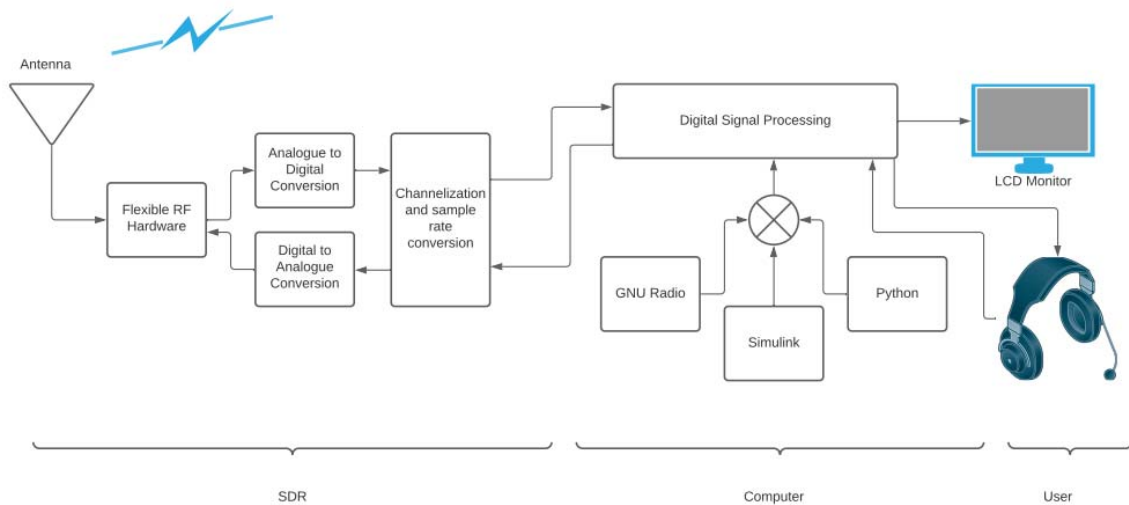 Antenna
Flexible RF
Hardware
Analogue to
Digital
Conversion
Digital to
Analogue
Conversion
Channelization
and sample
rate
conversion
Digital Signal Processing
LCD Monitor
GNU Radio
Simulink
Python
SDR
Computer
User